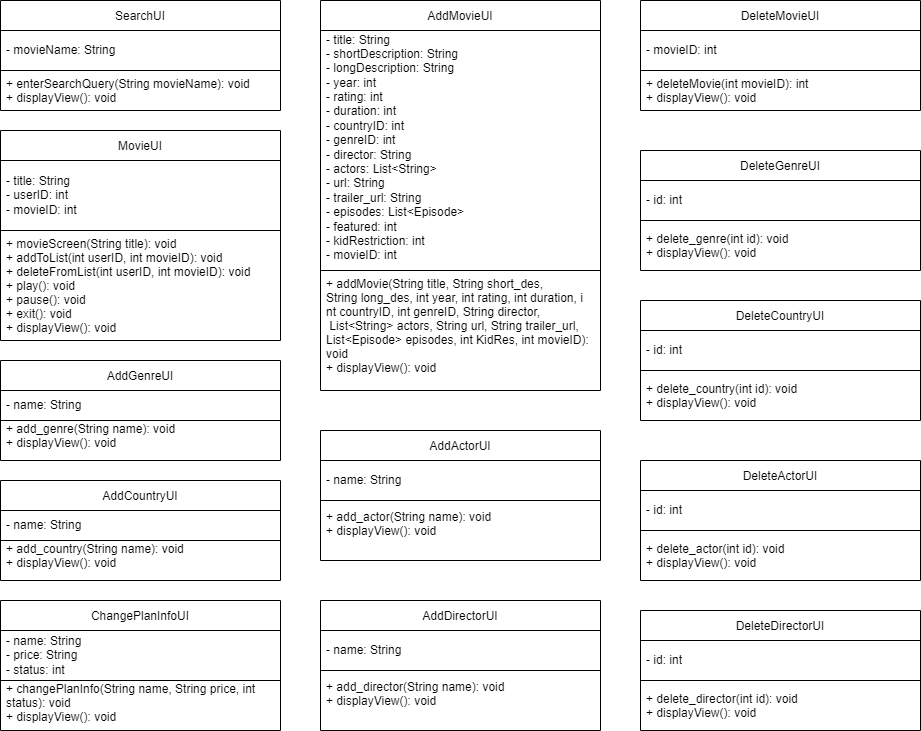 SearchUI
- movieName: String
+ enterSearchQuery(String movieName): void
+ displayView(): void
MovieUI
- title: String
- userID: int
- movieID: int
+ movieScreen(String title): void
+ addToList(int userID, int movieID): void
+ deleteFromList(int userID, int movieID): void
+ play(): void
+ pause(): void
+ exit(): void
+ displayView(): void
AddGenreUI
- name: String
+ add_genre(String name): void
+ displayView(): void
AddCountryUI
- name: String
+ add_country(String name): void
+ displayView(): void
ChangePlanInfoUI
- name: String
- price: String
- status: int
+ changePlanInfo(String name, String price, int
status): void
+ displayView(): void
AddMovieUI
- title: String
- shortDescription: String
- longDescription: String
- year: int
- rating: int
- duration: int
- countryID: int
- genreID: int
- director: String
- actors: List<String>
- url: String
- trailer_url: String
- episodes: List<Episode>
- featured: int
- kidRestriction: int
- movieID: int
+ addMovie(String title, String short_des,
String long_des, int year, int rating, int duration, i
nt countryID, int genreID, String director,
List<String> actors, String url, String trailer_url,
List<Episode> episodes, int KidRes, int movieID):
void
+ displayView(): void
AddActorUI
- name: String
+ add_actor(String name): void
+ displayView(): void
AddDirectorUI
- name: String
+ add_director(String name): void
+ displayView(): void
DeleteMovieUI
- movieID: int
+ deleteMovie(int movieID): int
+ displayView(): void
DeleteGenreUI
- id: int
+ delete_genre(int id): void
+ displayView(): void
DeleteCountryUI
- id: int
+ delete_country(int id): void
+ displayView(): void
DeleteActorUI
- id: int
+ delete_actor(int id): void
+ displayView(): void
DeleteDirectorUI
- id: int
+ delete_director(int id): void
+ displayView(): void